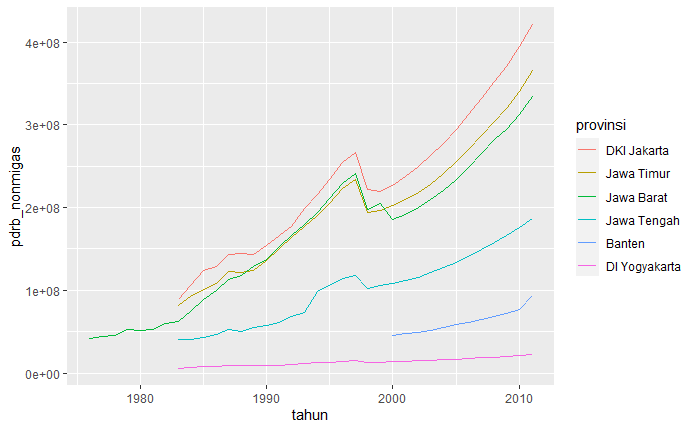 4e+08
3e+08
2e+08
1e+08
0e+00
pdrb_nonmigas
1980
1990
2000
2010
tahun
provinsi
DKI Jakarta
Jawa Timur
Jawa Barat
Jawa Tengah
Banten
DI Yogyakarta